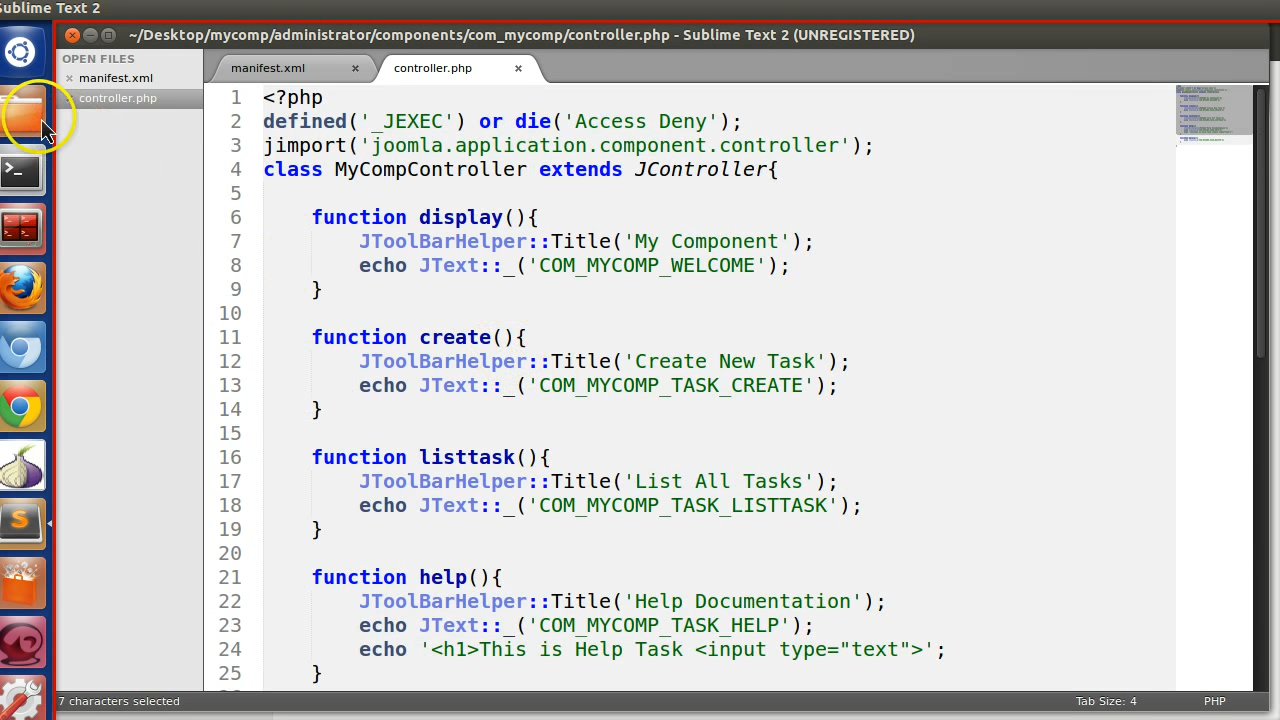 Sublime Text 2
~/Desktop/mycomp/administrator/components/com_mycomp/controller.php - Sublime Text 2 (UNREGISTERED)
OPEN FILES
manifest.xml
controller.php
manifest.xml
controller.php
1 <?php
2 defined('_JEXEC') or die('Access Deny');
3 jimport('joomla.application.component.controller');
4 class MyCompController extends JController{
5
6 function display(){
7 JToolBarHelper::Title('My Component');
8 echo JText::_('COM_MYCOMP_WELCOME');
9 }
10
11 function create(){
12 JToolBarHelper::Title('Create New Task');
13 echo JText::_('COM_MYCOMP_TASK_CREATE');
14 }
15
16 function listtask(){
17 JToolBarHelper::Title('List All Tasks');
18 echo JText::_('COM_MYCOMP_TASK_LISTTASK');
19 }
20
21 function help(){
22 JToolBarHelper::Title('Help Documentation');
23 echo JText::_('COM_MYCOMP_TASK_HELP');
24 echo '<h1>This is Help Task <input type="text">';
25 }
7 characters selected
Tab Size: 4
PHP